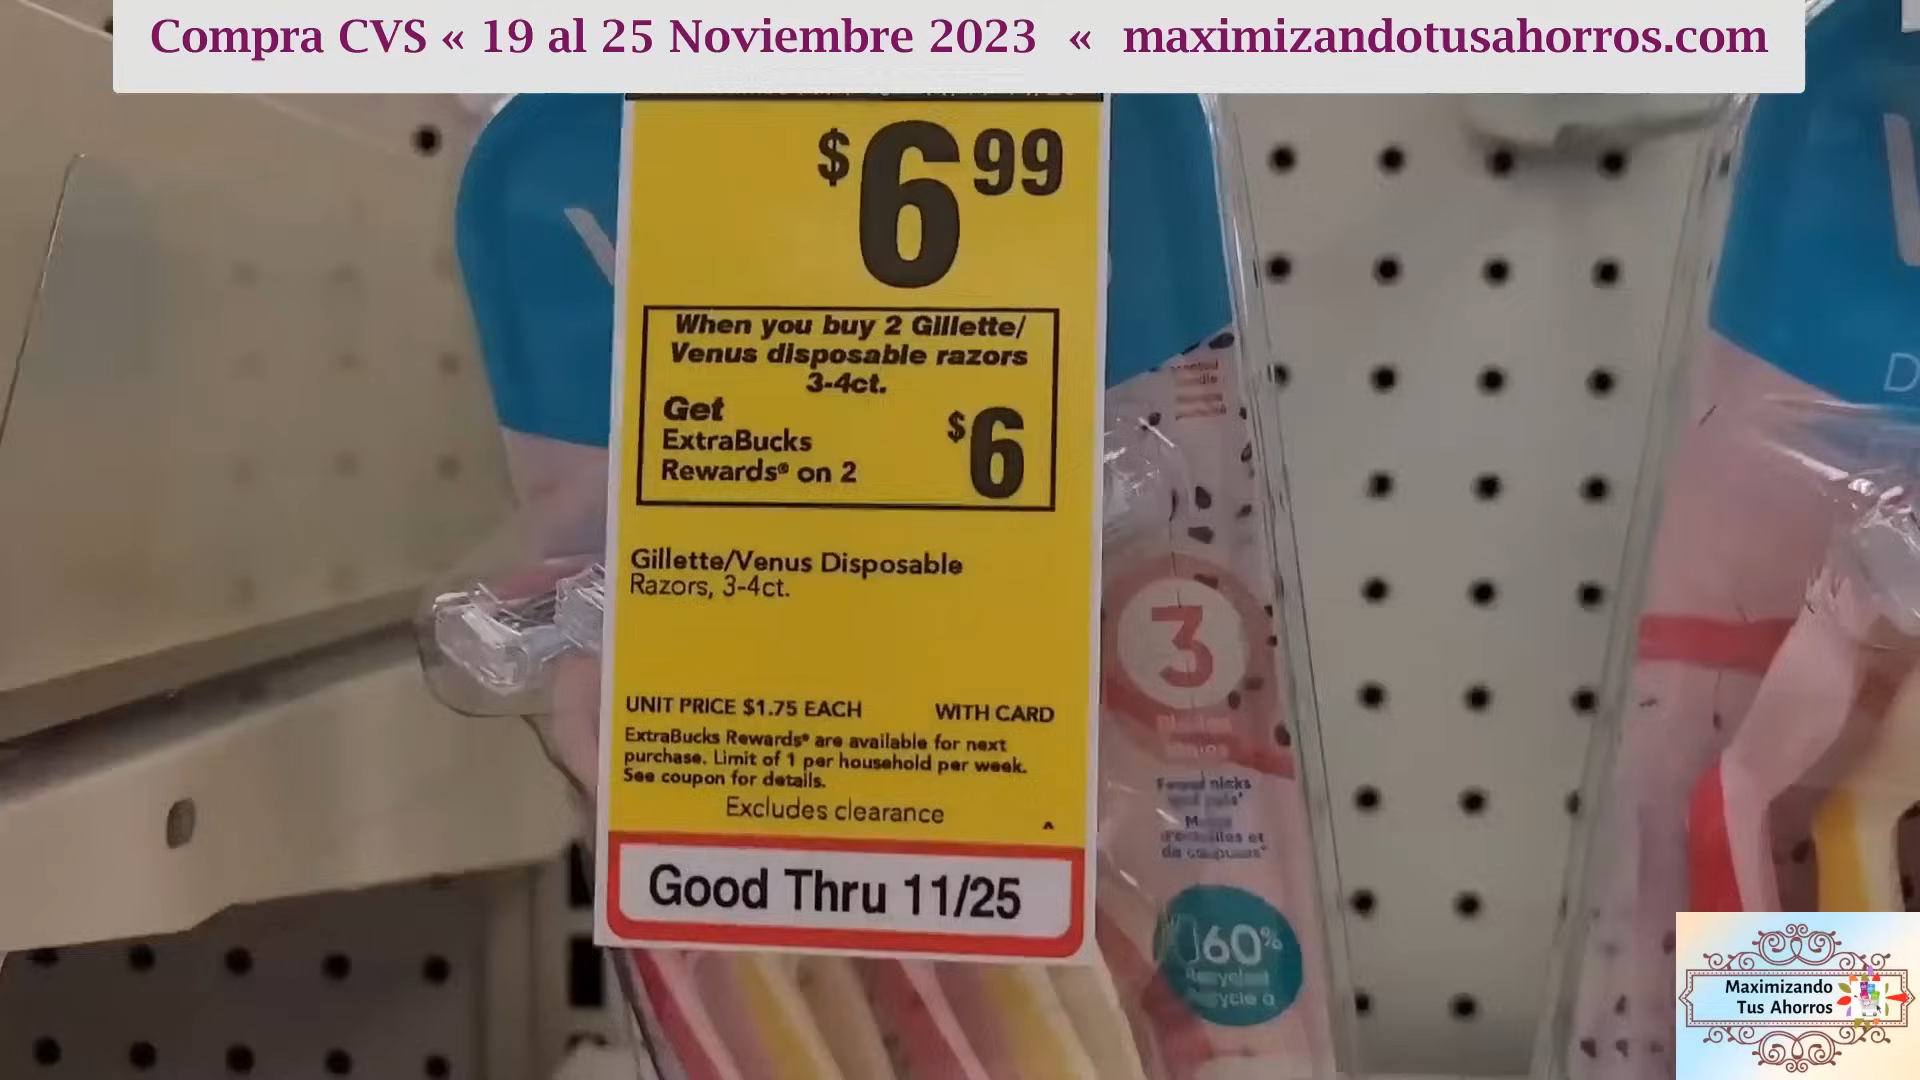 Compra CVS « 19 al 25 Noviembre 2023 « maximizandotusahorros.com
$6 99
When you buy 2 Gillette/
Venus disposable razors
3-4ct.
Get
ExtraBucks
Rewards® on 2
$6
Gillette/Venus Disposable
Razors, 3-4ct.
UNIT PRICE $1.75 EACH WITH CARD
ExtraBucks Rewards® are available for next
purchase. Limit of 1 per household per week.
See coupon for details.
Excludes clearance
Good Thru 11/25
3
60%
Maximizando
Tus Ahorros